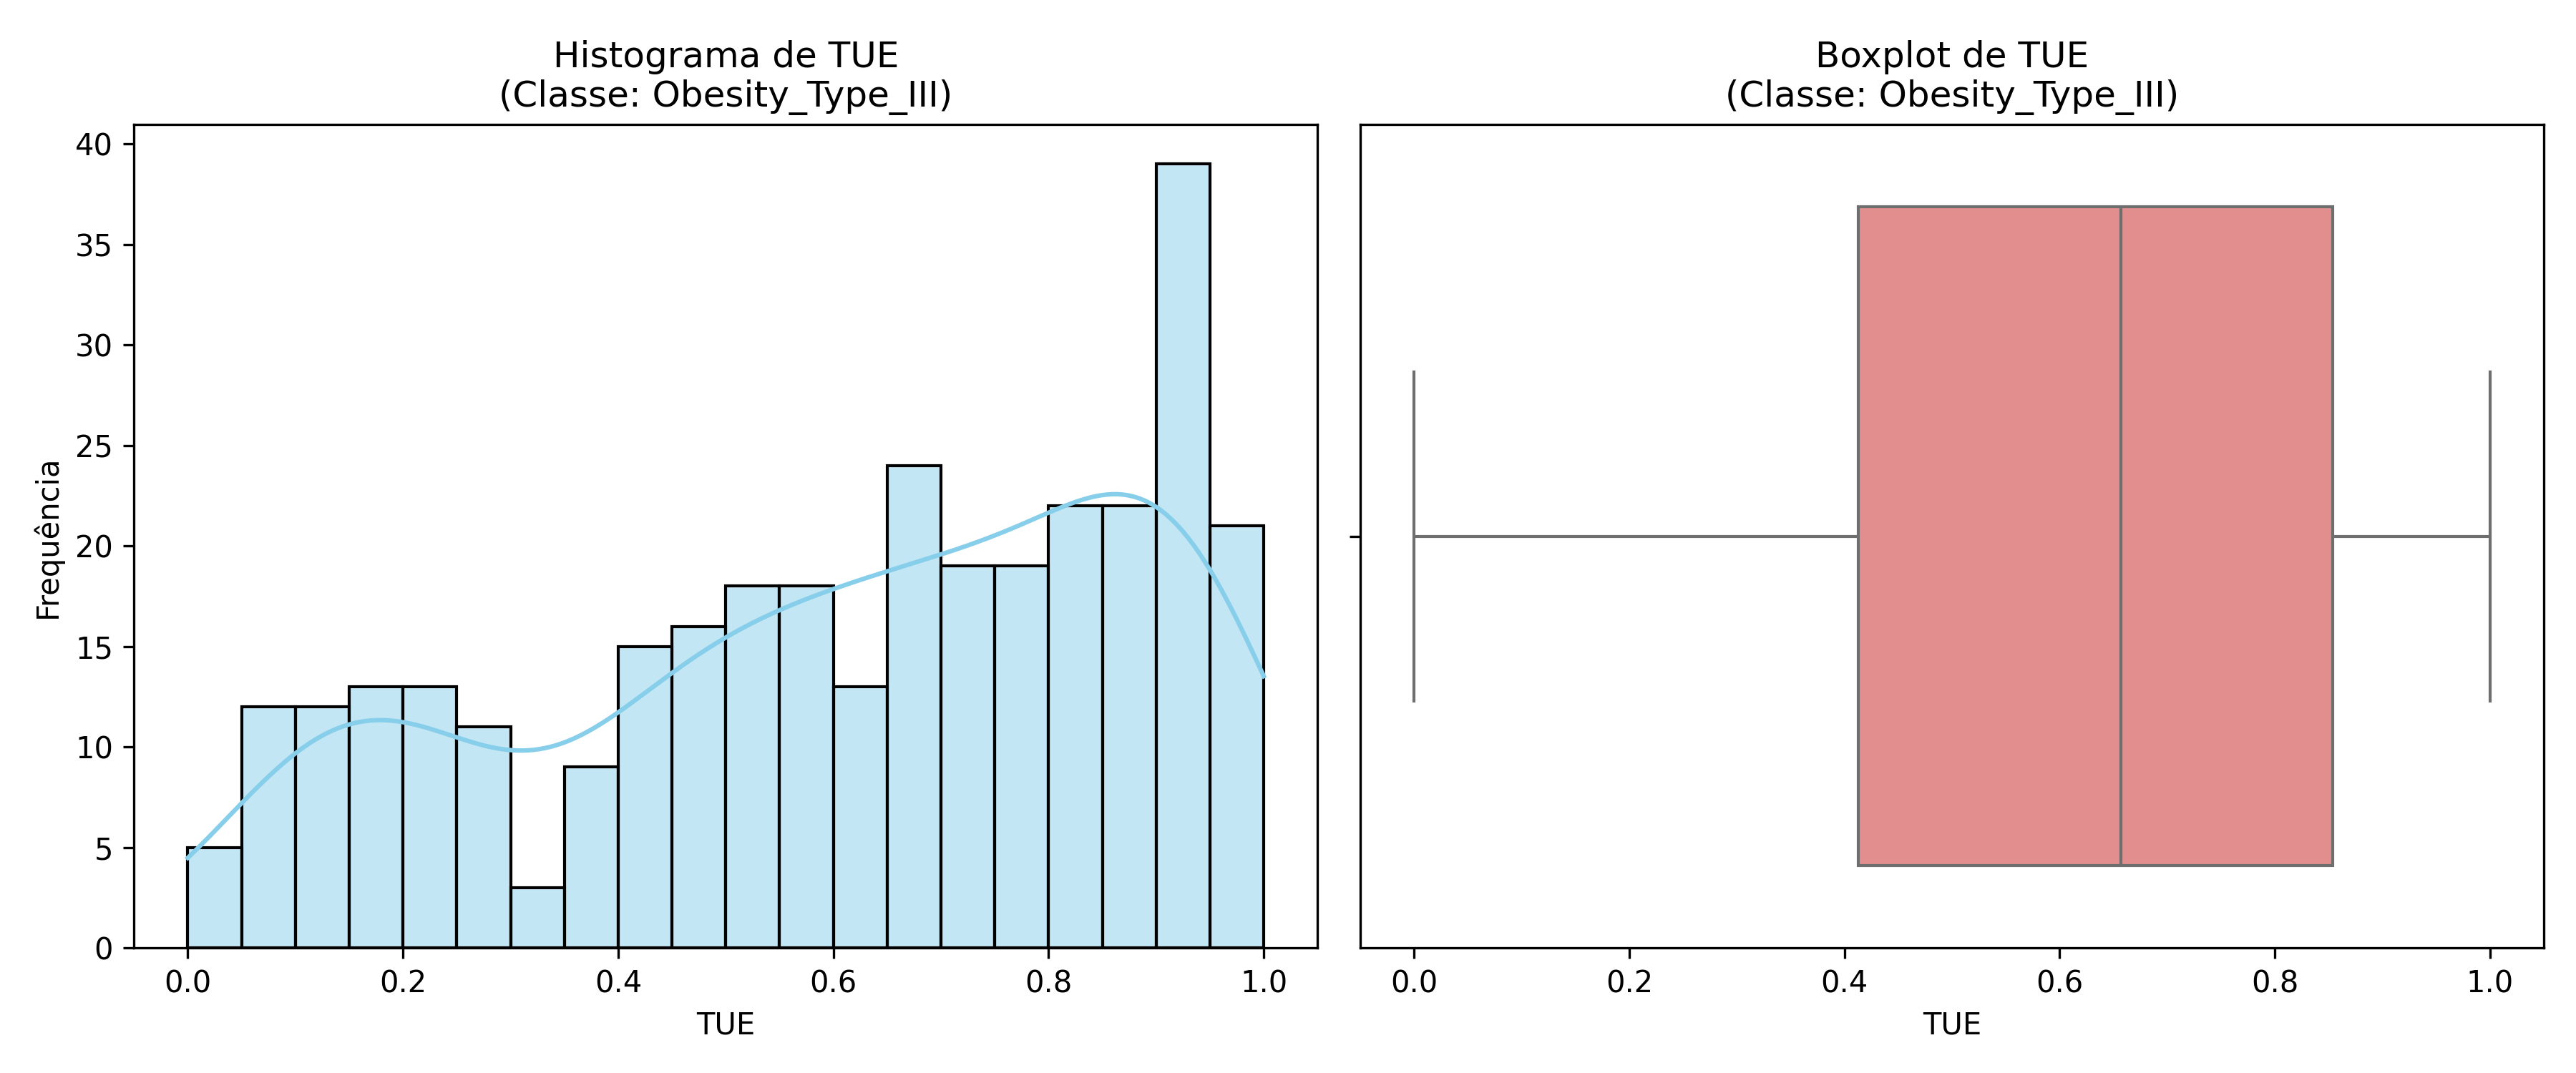 Histograma de TUE
(Classe: Obesity_Type_III)
40
35
30
25
20
15
10
5
0
Frequência
0.0 0.2 0.4 0.6 0.8 1.0
TUE
Boxplot de TUE
(Classe: Obesity_Type_III)
0.0 0.2 0.4 0.6 0.8 1.0
TUE